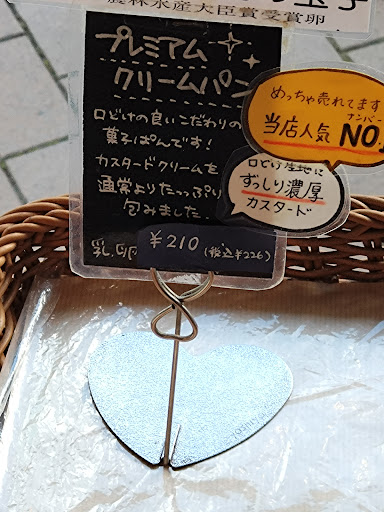 農林水産大臣賞受賞卵
プレミアム
クリームパン
口どけの良いこだわりの
菓子ぱんです!
カスタードクリームを
通常よりたっっぷり
包みました。
乳.卵
¥210(税込¥226)
めっちゃ売れてます
ナンバー
当店人気 NO.
口どけ生地に
ずっしり濃厚
カスタード